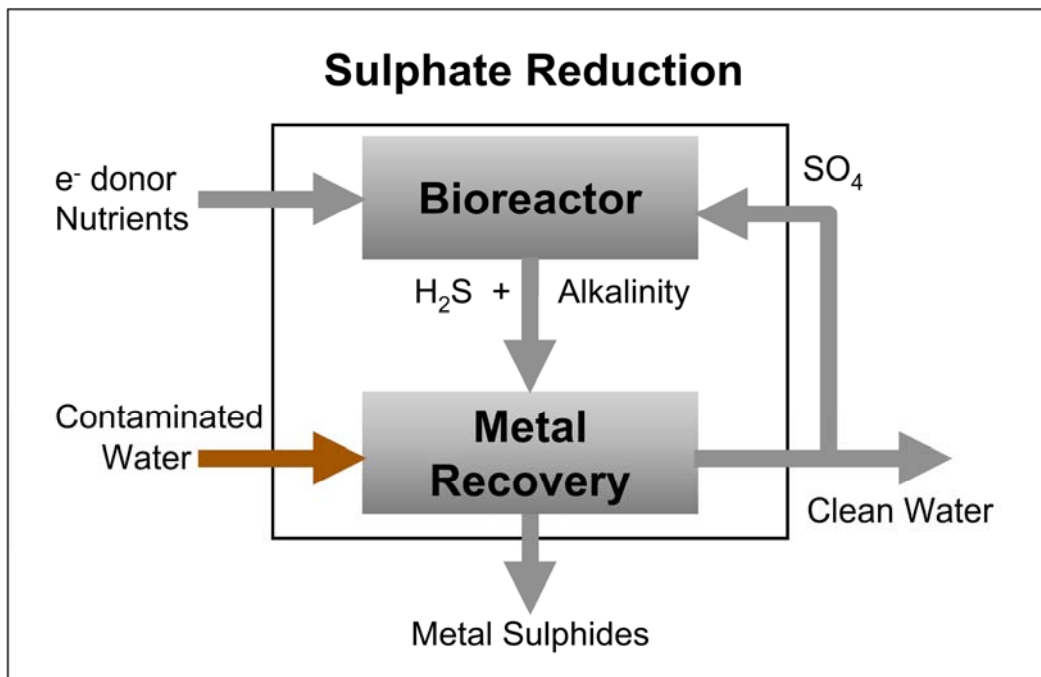 Sulphate Reduction
e⁻ donor
Nutrients
Bioreactor
SO₄
H₂S + Alkalinity
Contaminated
Water
Metal
Recovery
Clean Water
Metal Sulphides